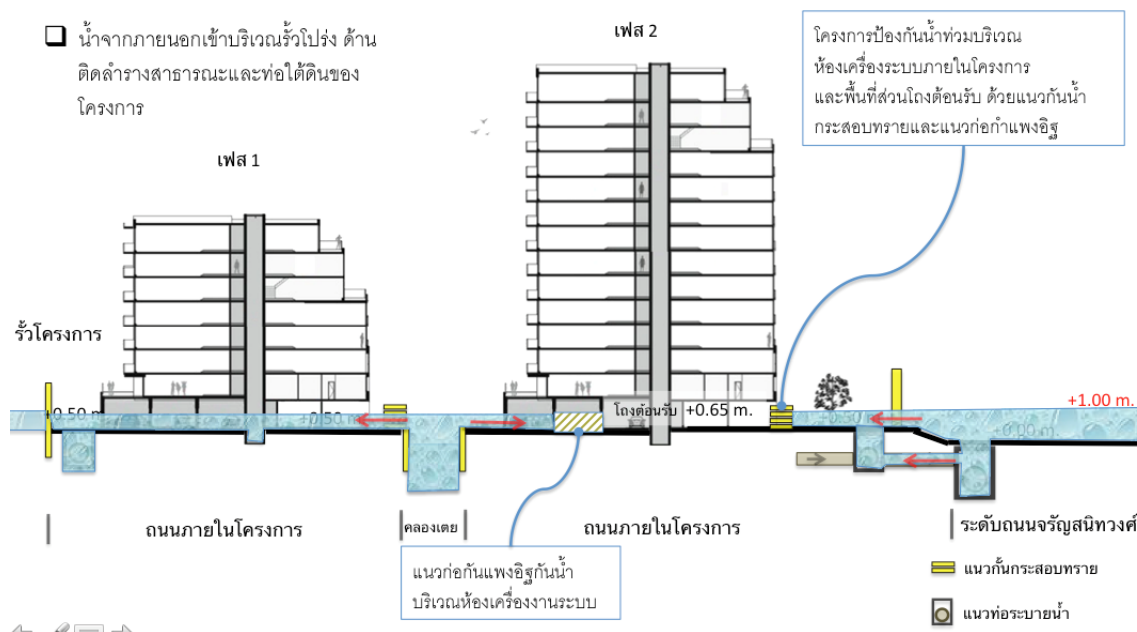 น้ำจากภายนอกเข้าบริเวณรั้วโปร่ง ด้าน
ติดลำรางสาธารณะและท่อใต้ดินของ
โครงการ
เฟส 2
โครงการป้องกันน้ำท่วมบริเวณ
ห้องเครื่องระบบภายในโครงการ
และพื้นที่ส่วนโถงต้อนรับ ด้วยแนวกันน้ำ
กระสอบทรายและแนวก่อกำแพงอิฐ
เฟส 1
รั้วโครงการ
+0.50 m.
+0.50
โถงต้อนรับ +0.65 m.
+1.00 m.
+0.00 m.
ถนนภายในโครงการ
คลองเตย
ถนนภายในโครงการ
ระดับถนนจรัญสนิทวงศ์
แนวก่อกันแพงอิฐกันน้ำ
บริเวณห้องเครื่องงานระบบ
แนวกั้นกระสอบทราย
แนวท่อระบายน้ำ